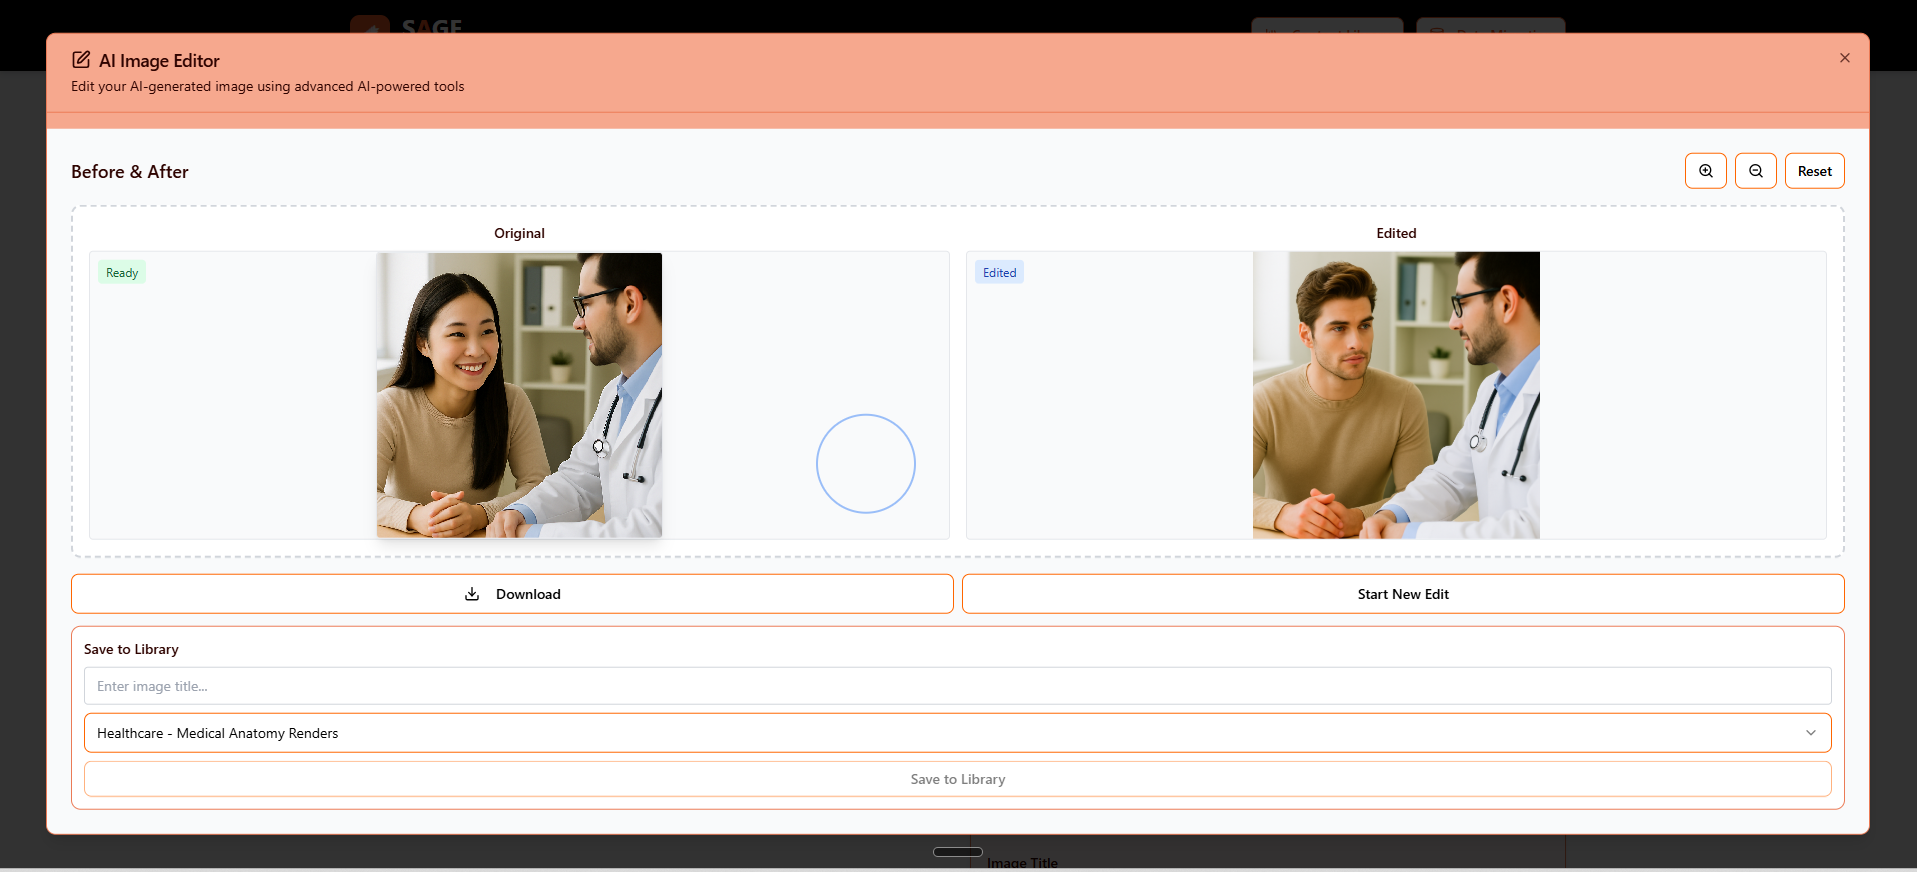 SAGE
AI Image Editor
Edit your AI-generated image using advanced AI-powered tools
Before & After
Reset
Original
Edited
Ready
Edited
Download
Start New Edit
Save to Library
Enter image title...
Healthcare - Medical Anatomy Renders
Save to Library
Image Title